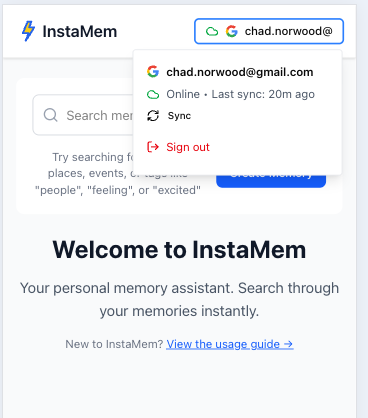 InstaMem
chad.norwood@
chad.norwood@gmail.com
Online • Last sync: 20m ago
Sync
Sign out
Search mem
Try searching fo
places, events, or tags like
"people", "feeling", or "excited"
Create Memory
Welcome to InstaMem
Your personal memory assistant. Search through
your memories instantly.
New to InstaMem? View the usage guide →